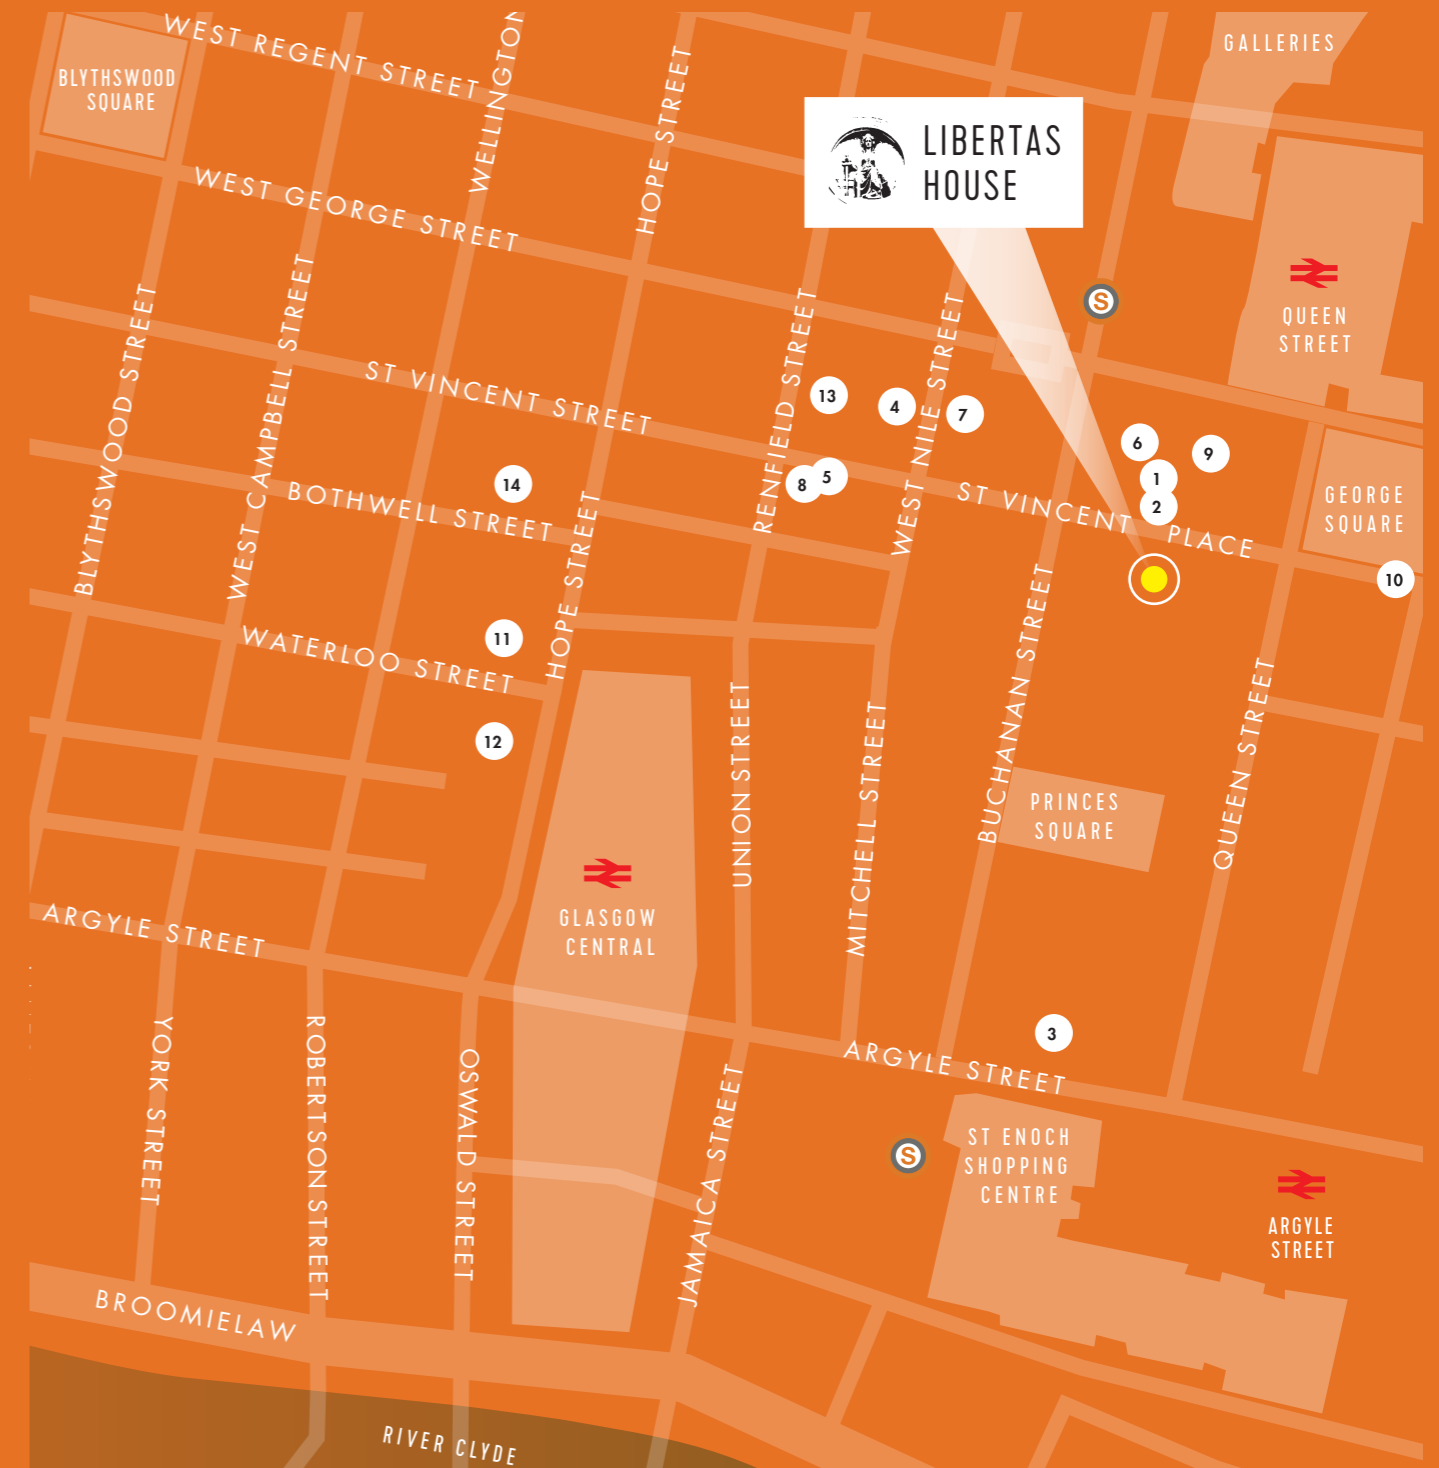 WEST REGENT STREET
WELLINGTON
GALLERIES
BLYTHSWOOD
SQUARE
HOPE STREET
LIBERTAS
HOUSE
WEST GEORGE STREET
S
QUEEN
STREET
BLYTHSWOOD STREET
WEST CAMPBELL STREET
RENFIELD STREET
WEST NILE STREET
ST VINCENT STREET
13
4
7
6
9
1
2
8
5
14
BOTHWELL STREET
ST VINCENT PLACE
GEORGE
SQUARE
10
HOPE STREET
BUCHANAN STREET
11
WATERLOO STREET
12
UNION STREET
MITCHELL STREET
QUEEN STREET
PRINCES
SQUARE
GLASGOW
CENTRAL
ARGYLE STREET
YORK STREET
ROBERTSON STREET
OSWALD STREET
JAMAICA STREET
3
ARGYLE STREET
S
ST ENOCH
SHOPPING
CENTRE
ARGYLE
STREET
BROOMIELAW
RIVER CLYDE